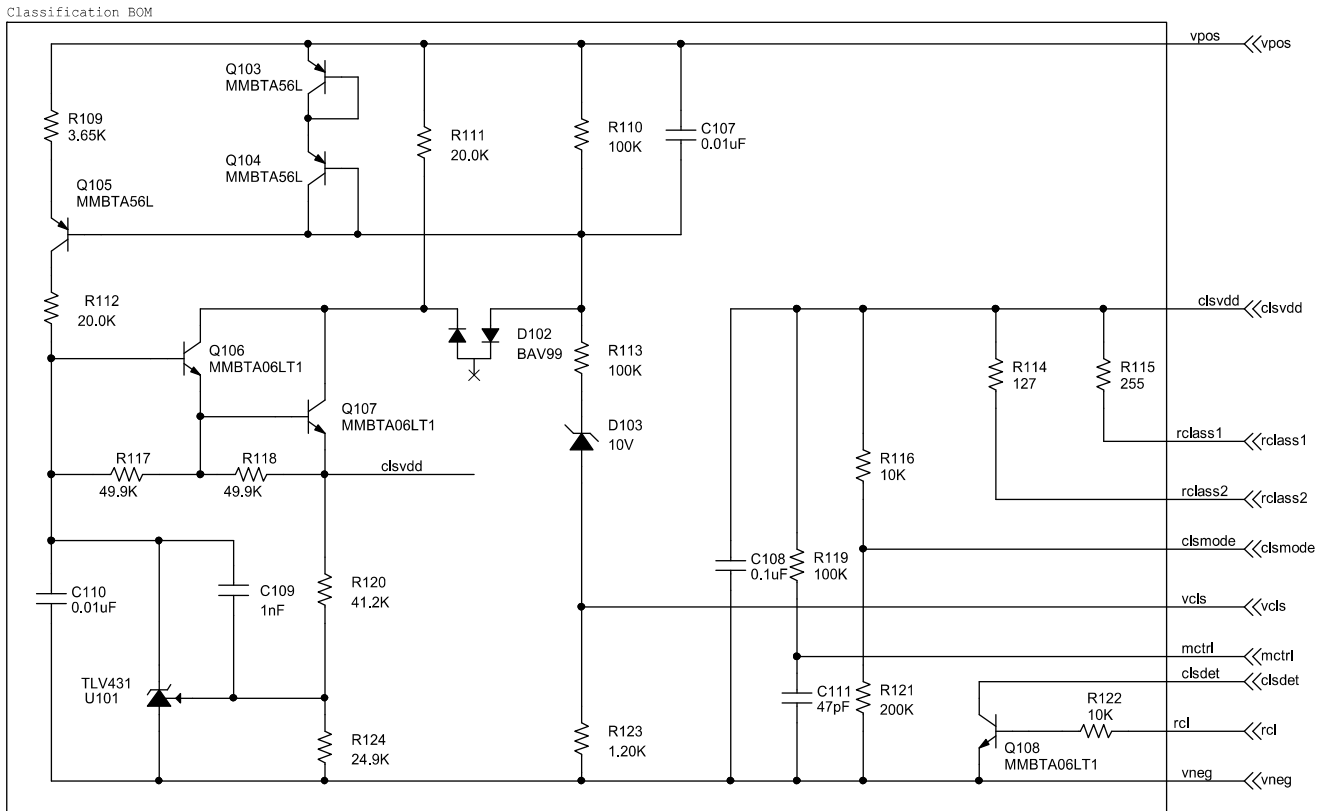 Classification BOM
vpos
vpos
Q103
MMBTA56L
R109
3.65K
R111
20.0K
R110
100K
C107
0.01uF
Q104
MMBTA56L
Q105
MMBTA56L
R112
20.0K
clsvdd
clsvdd
D102
BAV99
Q106
MMBTA06LT1
R113
100K
R114
127
R115
255
Q107
MMBTA06LT1
D103
10V
rclass1
rclass1
R117
49.9K
R118
49.9K
clsvdd
R116
10K
rclass2
rclass2
clsmode
clsmode
C108
0.1uF
R119
100K
C110
0.01uF
C109
1nF
R120
41.2K
vcls
vcls
mctrl
mctrl
TLV431
U101
clsdet
clsdet
C111
47pF
R121
200K
R122
10K
rcl
rcl
R124
24.9K
R123
1.20K
Q108
MMBTA06LT1
vneg
vneg